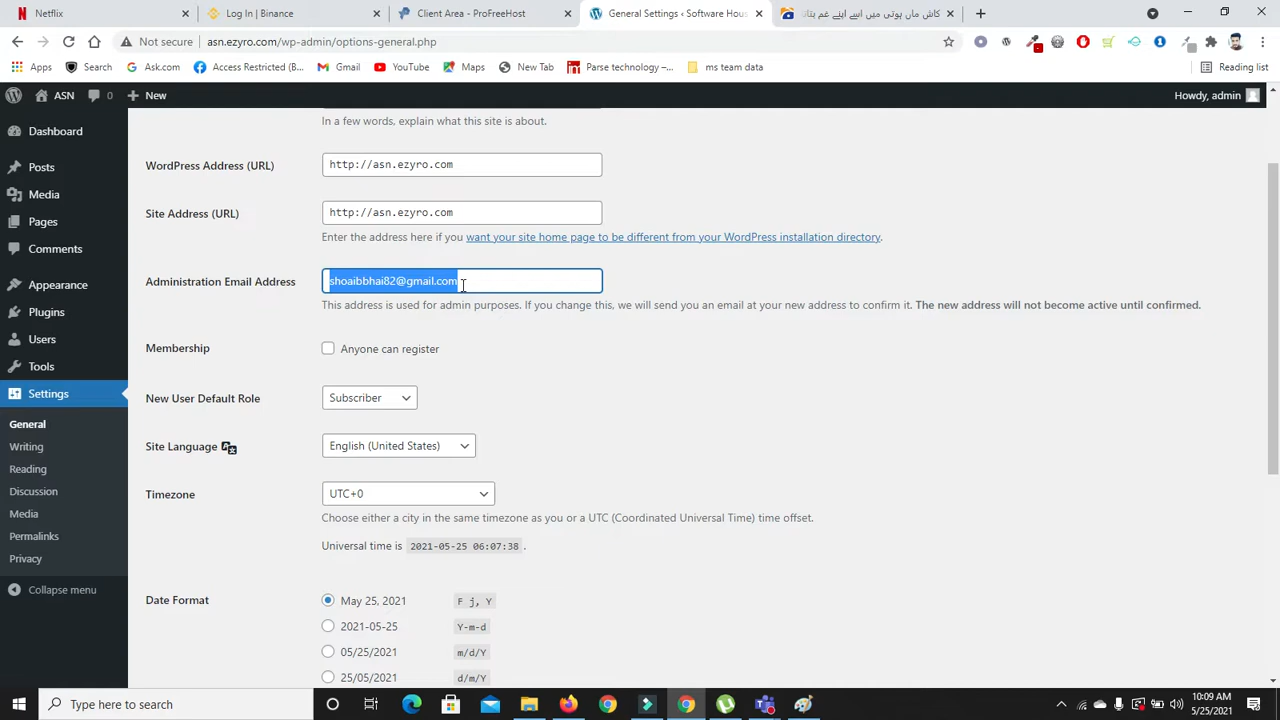 Netflix
Log In | Binance
Client Area - ProFreeHost
General Settings ‹ Software Hous
کاش ماں ہوتی میں اسے اپنے غم بتاتا
Not secure
asn.ezyro.com/wp-admin/options-general.php
Apps
Search
Ask.com
Access Restricted (B...
Gmail
YouTube
Maps
New Tab
Parse technology –...
ms team data
Reading list
ASN
0
New
Howdy, admin
Dashboard
Posts
Media
Pages
Comments
Appearance
Plugins
Users
Tools
Settings
General
Writing
Reading
Discussion
Media
Permalinks
Privacy
Collapse menu
In a few words, explain what this site is about.
WordPress Address (URL)
http://asn.ezyro.com
Site Address (URL)
http://asn.ezyro.com
Enter the address here if you want your site home page to be different from your WordPress installation directory.
Administration Email Address
shoaibbhai82@gmail.com
This address is used for admin purposes. If you change this, we will send you an email at your new address to confirm it. The new address will not become active until confirmed.
Membership
Anyone can register
New User Default Role
Subscriber
Site Language
English (United States)
Timezone
UTC+0
Choose either a city in the same timezone as you or a UTC (Coordinated Universal Time) time offset.
Universal time is 2021-05-25 06:07:38 .
Date Format
May 25, 2021
F j, Y
2021-05-25
Y-m-d
05/25/2021
m/d/Y
25/05/2021
d/m/Y
Type here to search
10:09 AM
5/25/2021